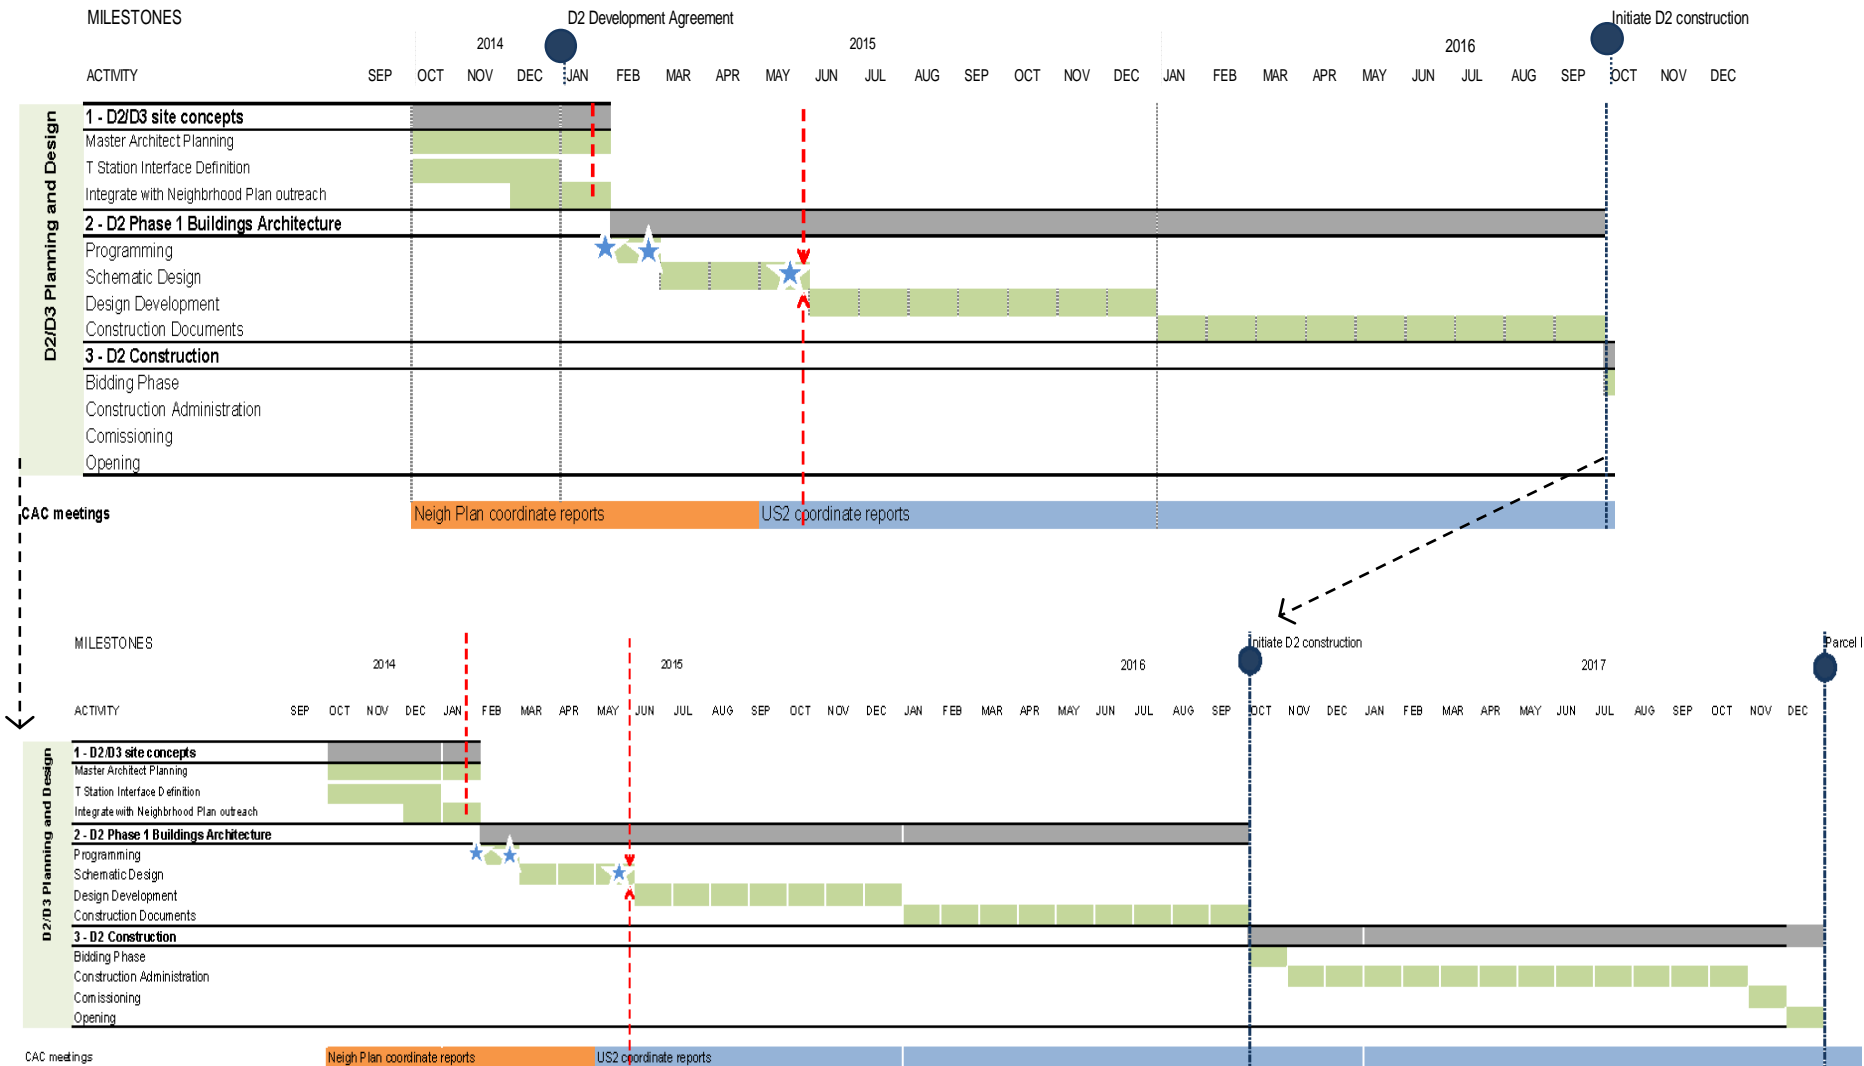 MILESTONES
D2 Development Agreement
Initiate D2 construction
2014 2015 2016
ACTIVITY SEP OCT NOV DEC JAN FEB MAR APR MAY JUN JUL AUG SEP OCT NOV DEC JAN FEB MAR APR MAY JUN JUL AUG SEP OCT NOV DEC
D2/D3 Planning and Design
1 - D2/D3 site concepts
Master Architect Planning
T Station Interface Definition
Integrate with Neighbrhood Plan outreach
2 - D2 Phase 1 Buildings Architecture
Programming
Schematic Design
Design Development
Construction Documents
3 - D2 Construction
Bidding Phase
Construction Administration
Comissioning
Opening
CAC meetings Neigh Plan coordinate reports US2 coordinate reports
MILESTONES
Initiate D2 construction
Parcel
2014 2015 2016 2017
ACTIVITY SEP OCT NOV DEC JAN FEB MAR APR MAY JUN JUL AUG SEP OCT NOV DEC JAN FEB MAR APR MAY JUN JUL AUG SEP OCT NOV DEC JAN FEB MAR APR MAY JUN JUL AUG SEP OCT NOV DEC
D2/D3 Planning and Design
1 - D2/D3 site concepts
Master Architect Planning
T Station Interface Definition
Integrate with Neighbrhood Plan outreach
2 - D2 Phase 1 Buildings Architecture
Programming
Schematic Design
Design Development
Construction Documents
3 - D2 Construction
Bidding Phase
Construction Administration
Comissioning
Opening
CAC meetings Neigh Plan coordinate reports US2 coordinate reports